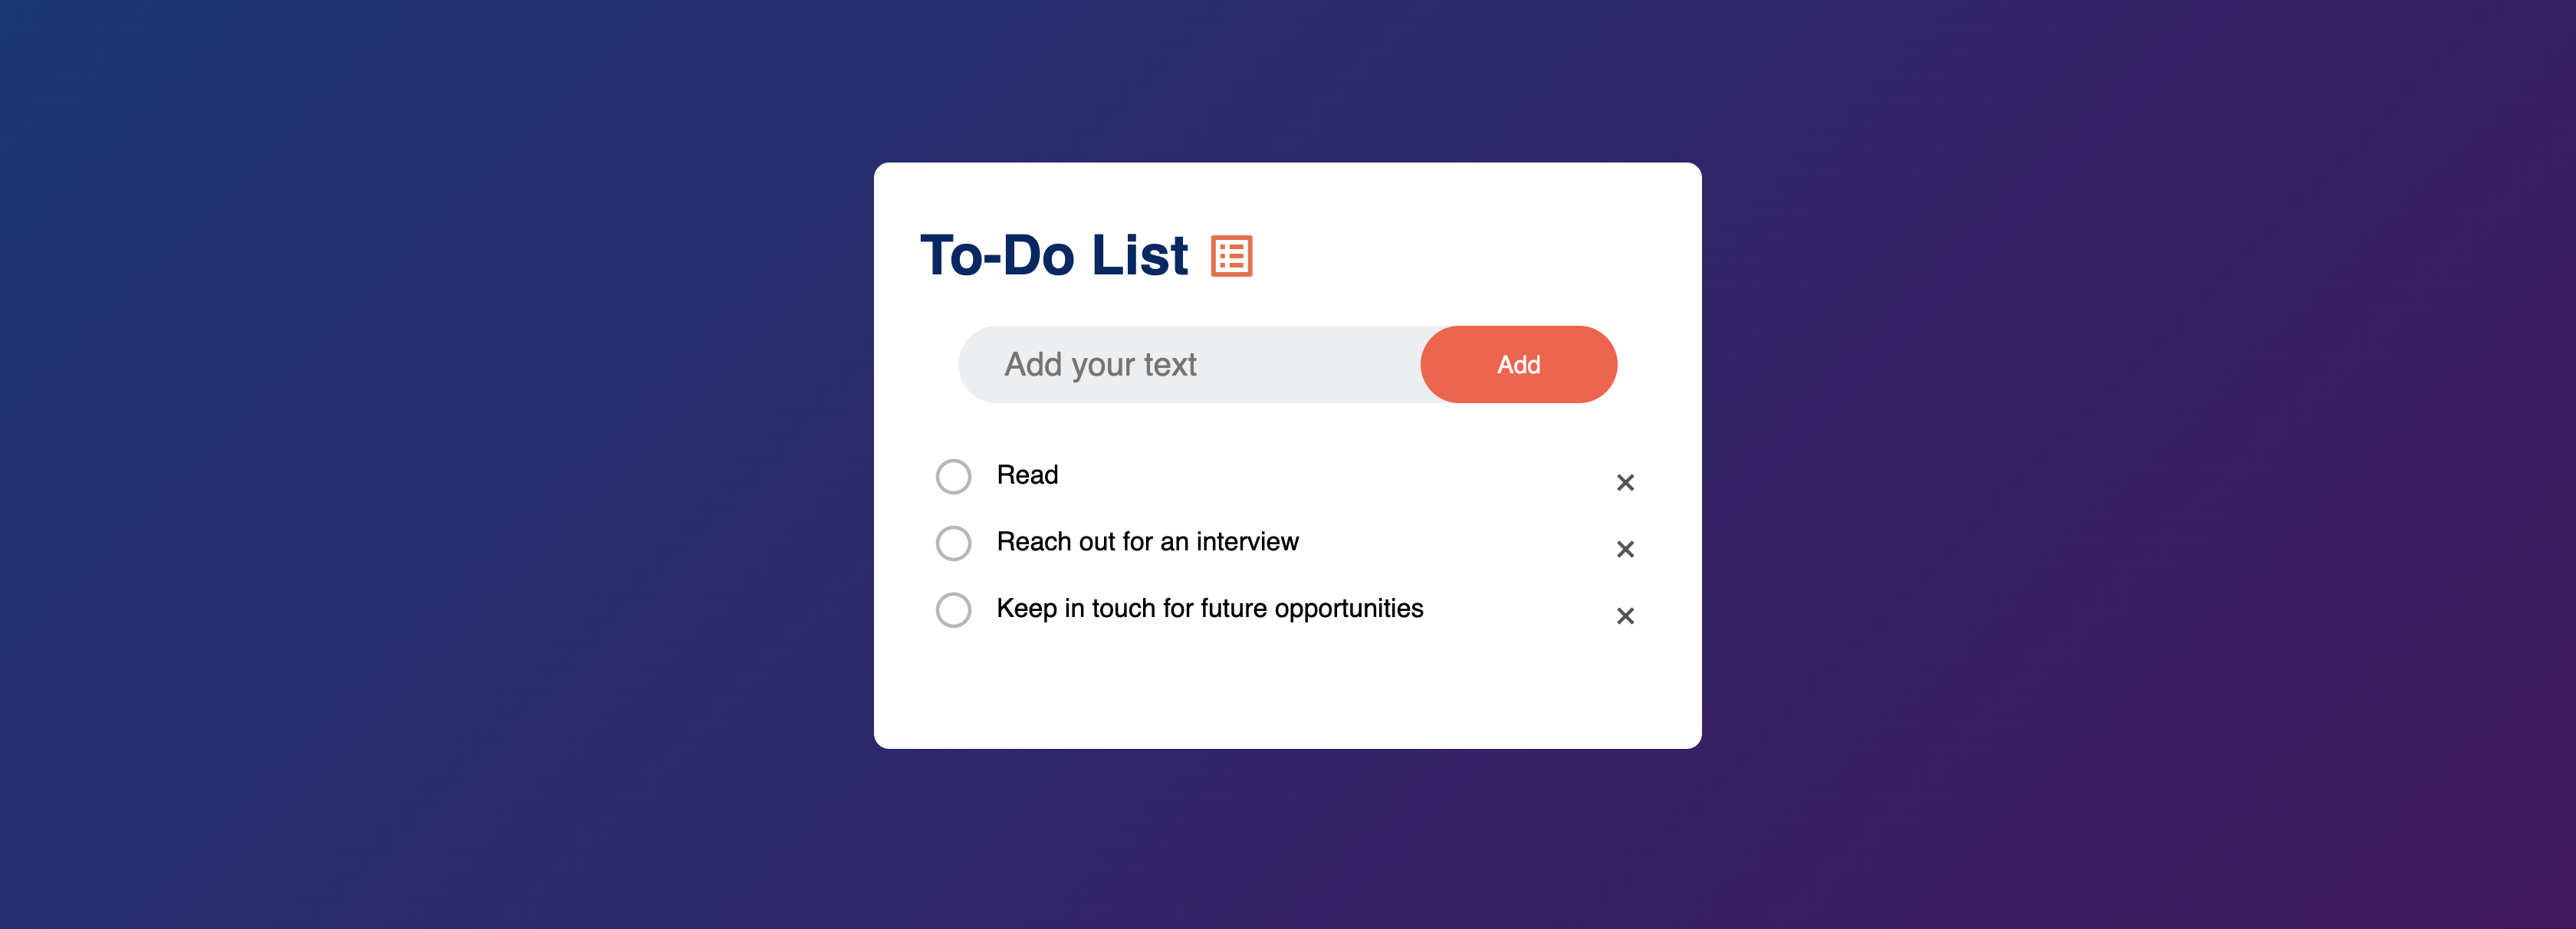 To-Do List
Add your text
Add
Read
Reach out for an interview
Keep in touch for future opportunities